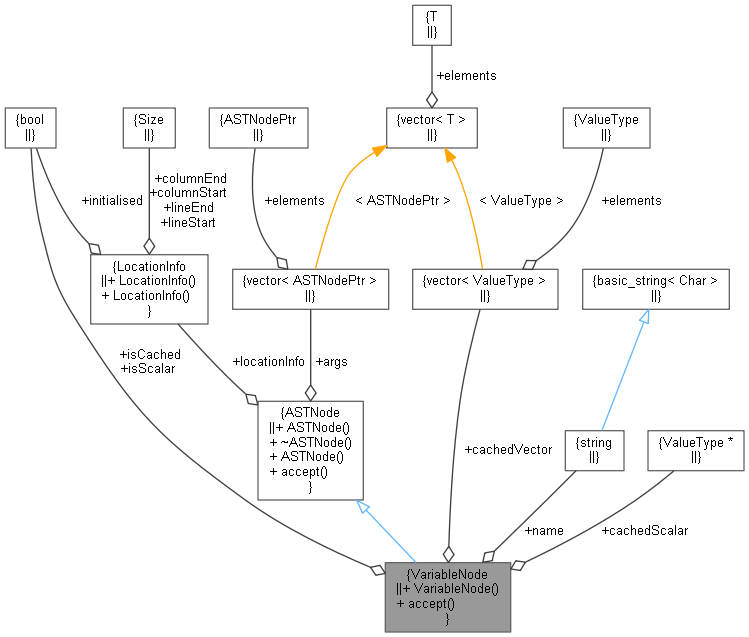 {T
||}
+elements
{bool
||}
{Size
||}
{ASTNodePtr
||}
{vector< T >
||}
{ValueType
||}
+initialised
+columnEnd
+columnStart
+lineEnd
+lineStart
+elements
< ASTNodePtr >
< ValueType >
+elements
{LocationInfo
||+ LocationInfo()
+ LocationInfo()
}
{vector< ASTNodePtr >
||}
{vector< ValueType >
||}
{basic_string< Char >
||}
+isCached
+isScalar
+locationInfo
+args
{ASTNode
||+ ASTNode()
+ ~ASTNode()
+ ASTNode()
+ accept()
}
+cachedVector
{string
||}
{ValueType *
||}
+name
+cachedScalar
{VariableNode
||+ VariableNode()
+ accept()
}